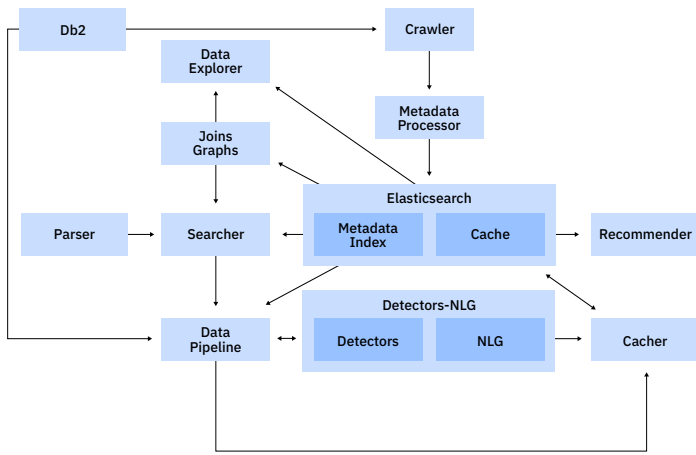 Db2
Crawler
Data
Explorer
Metadata
Processor
Joins
Graphs
Elasticsearch
Parser
Searcher
Metadata
Index
Cache
Recommender
Detectors-NLG
Data
Pipeline
Detectors
NLG
Cacher